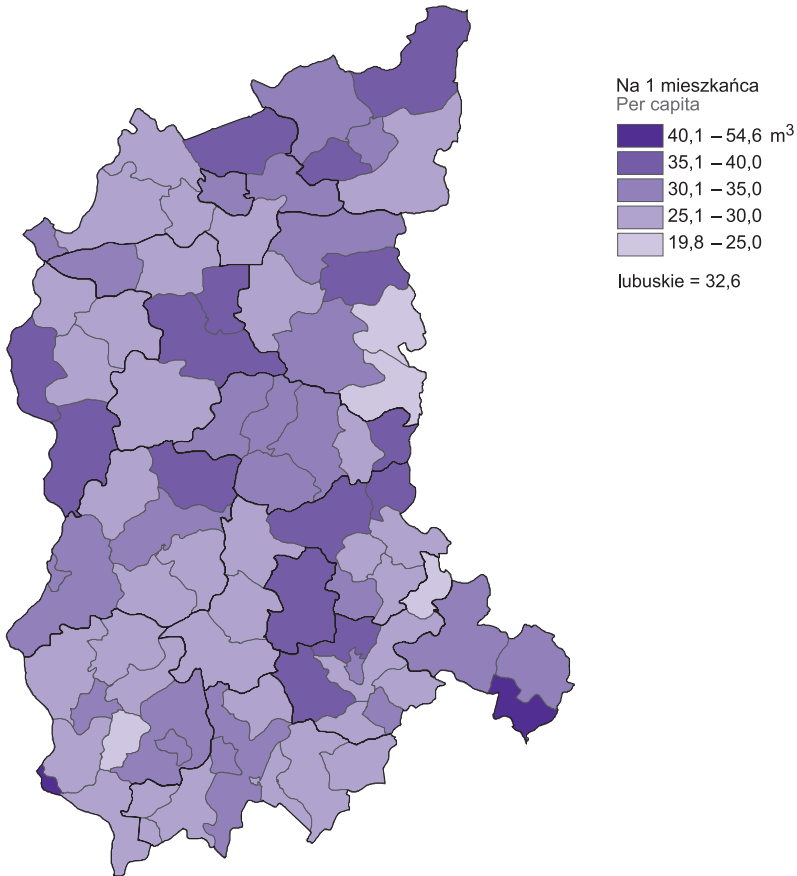 Na 1 mieszkańca
Per capita
40,1 – 54,6 m³
35,1 – 40,0
30,1 – 35,0
25,1 – 30,0
19,8 – 25,0
lubuskie = 32,6